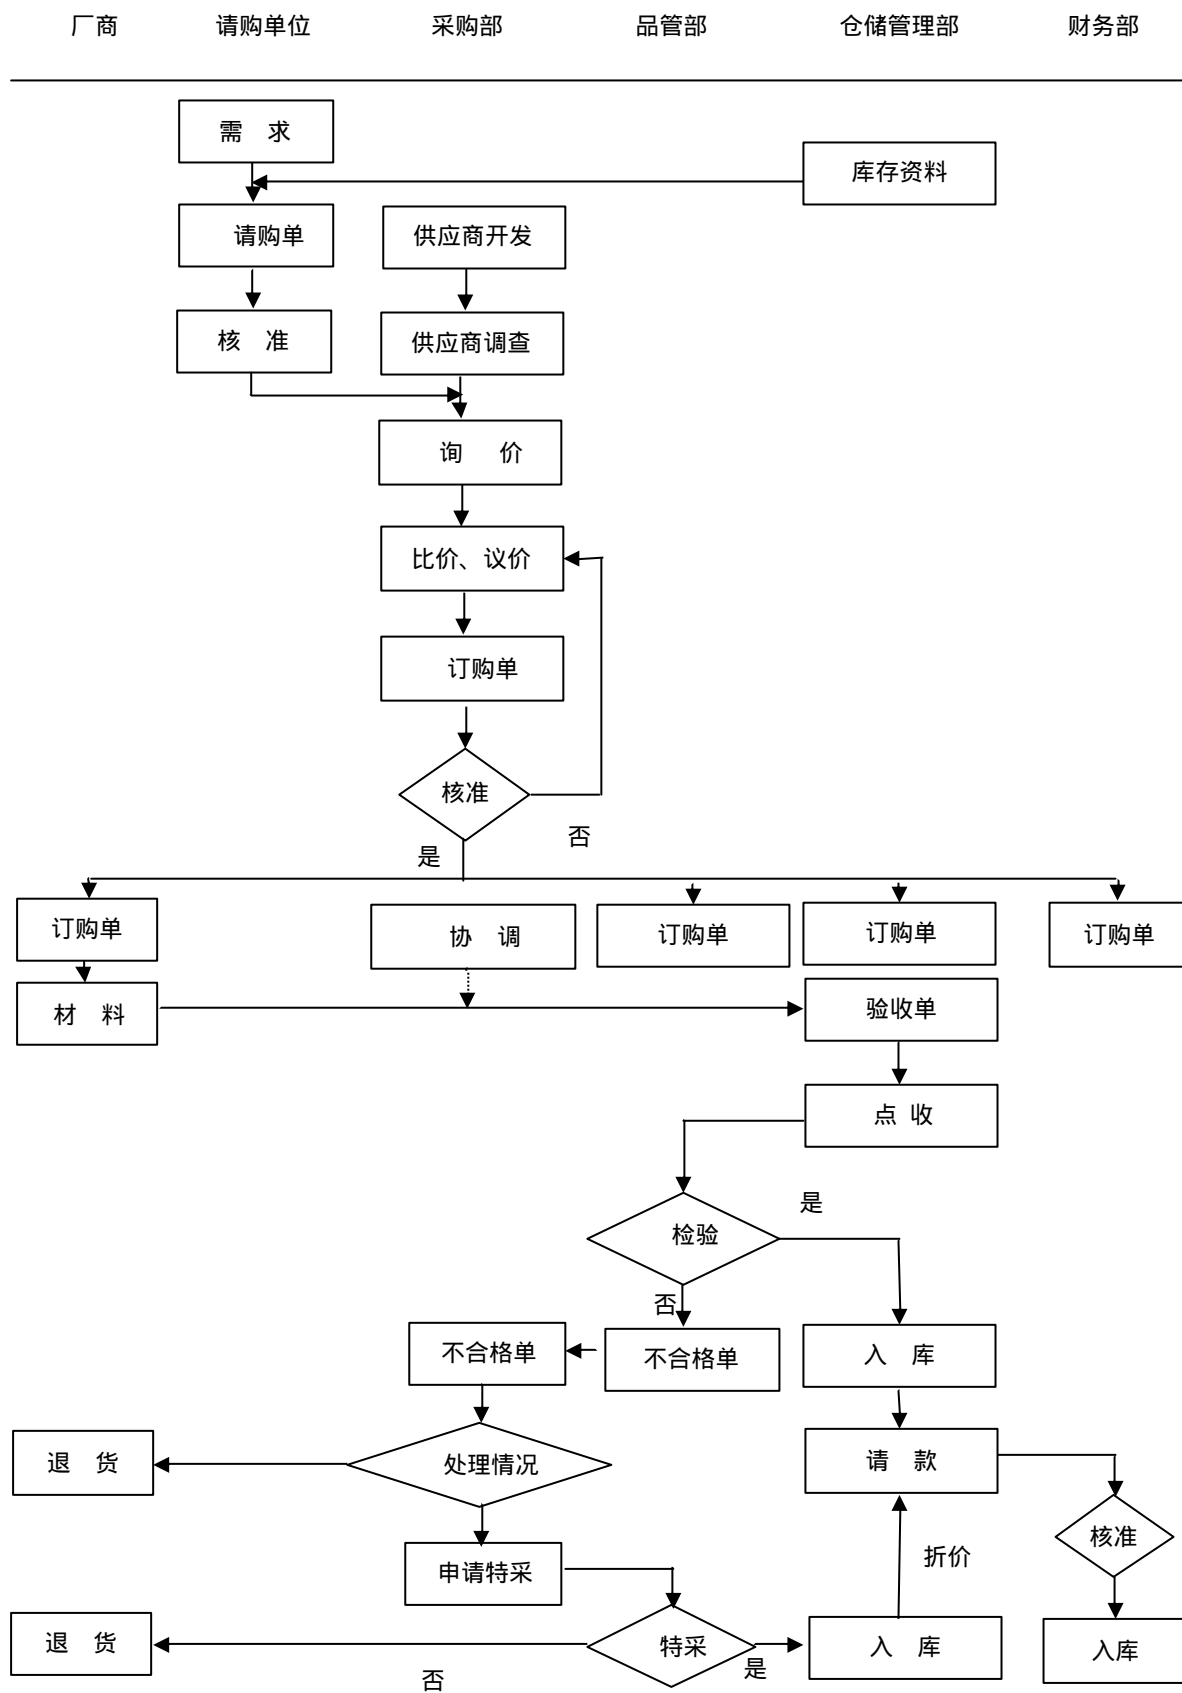 厂商 请购单位 采购部 品管部 仓储管理部 财务部
需 求
库存资料
请购单 供应商开发
核 准 供应商调查
询 价
比价、议价
订购单
核准
否
是
订购单 协 调 订购单 订购单 订购单
材 料 验收单
点 收
是
检验
否
不合格单 不合格单 入 库
退 货 处理情况 请 款
核准
折价
申请特采
退 货 特采 入 库 入库
否 是